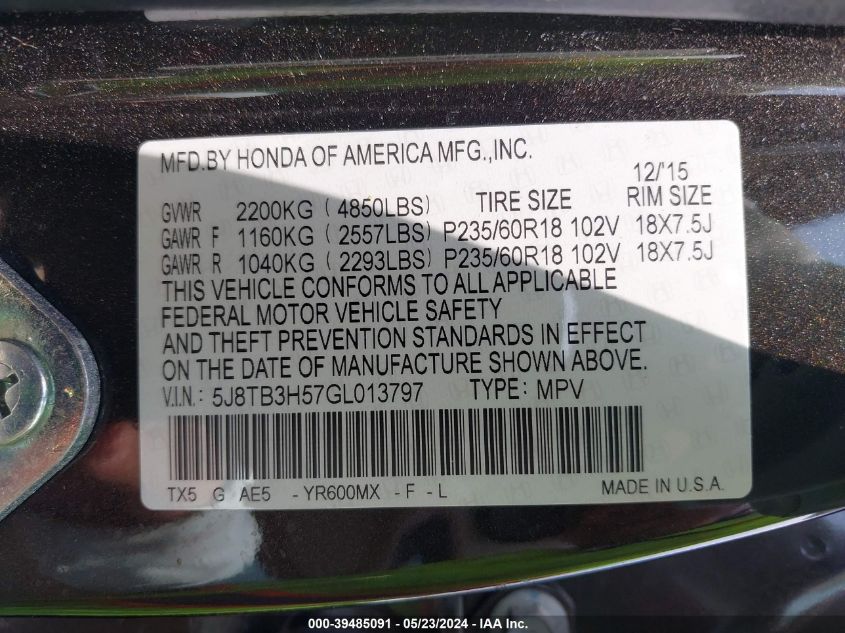 MFD.BY HONDA OF AMERICA MFG.,INC.
12/'15
GVWR 2200KG ( 4850LBS) TIRE SIZE RIM SIZE
GAWR F 1160KG ( 2557LBS) P235/60R18 102V 18X7.5J
GAWR R 1040KG ( 2293LBS) P235/60R18 102V 18X7.5J
THIS VEHICLE CONFORMS TO ALL APPLICABLE
FEDERAL MOTOR VEHICLE SAFETY
AND THEFT PREVENTION STANDARDS IN EFFECT
ON THE DATE OF MANUFACTURE SHOWN ABOVE.
V.I.N.: 5J8TB3H57GL013797 TYPE: MPV
TX5 G AE5 -YR600MX -F -L MADE IN U.S.A.
000-39485091 - 05/23/2024 - IAA Inc.